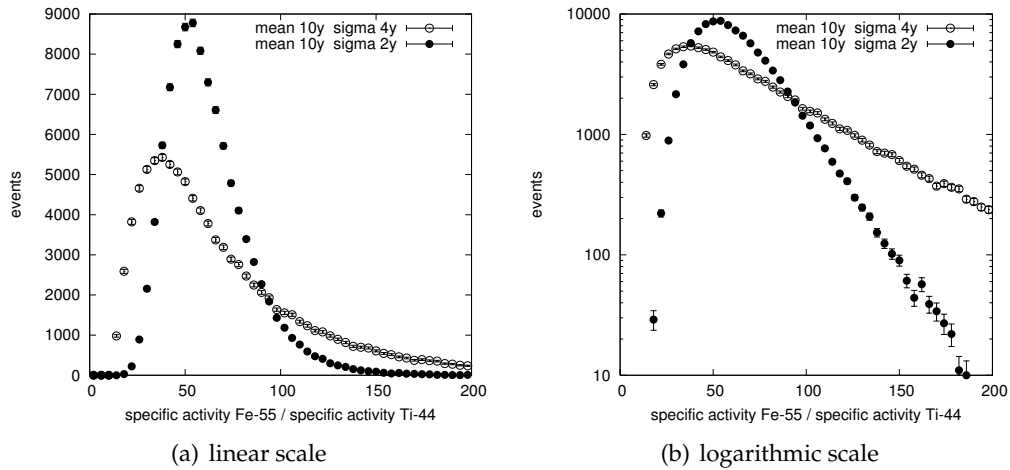 9000
8000
7000
6000
5000
4000
3000
2000
1000
0
events
0
50
100
150
200
specific activity Fe-55 / specific activity Ti-44
mean 10y sigma 4y
mean 10y sigma 2y
(a) linear scale
10000
1000
100
10
events
0
50
100
150
200
specific activity Fe-55 / specific activity Ti-44
mean 10y sigma 4y
mean 10y sigma 2y
(b) logarithmic scale